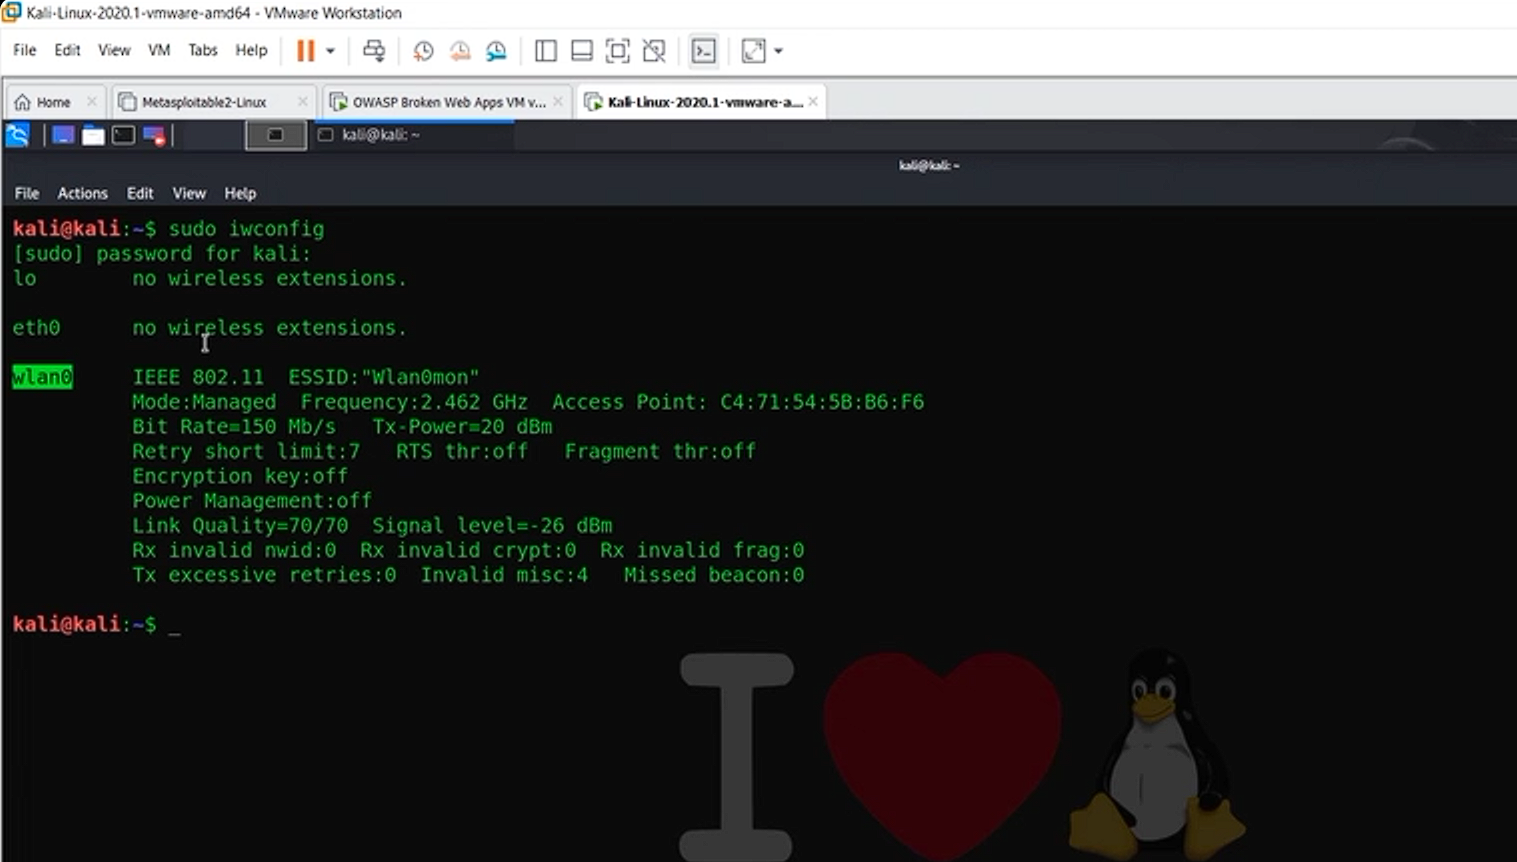 Kali-Linux-2020.1-vmware-amd64 - VMware Workstation
File Edit View VM Tabs Help
Home Metasploitable2-Linux OWASP Broken Web Apps VM v... Kali-Linux-2020.1-vmware-a...
kali@kali: ~
kali@kali: ~
File Actions Edit View Help
kali@kali:~$ sudo iwconfig
[sudo] password for kali:
lo no wireless extensions.
eth0 no wireless extensions.
wlan0 IEEE 802.11 ESSID:"Wlan0mon"
Mode:Managed Frequency:2.462 GHz Access Point: C4:71:54:5B:B6:F6
Bit Rate=150 Mb/s Tx-Power=20 dBm
Retry short limit:7 RTS thr:off Fragment thr:off
Encryption key:off
Power Management:off
Link Quality=70/70 Signal level=-26 dBm
Rx invalid nwid:0 Rx invalid crypt:0 Rx invalid frag:0
Tx excessive retries:0 Invalid misc:4 Missed beacon:0
kali@kali:~$ _
I